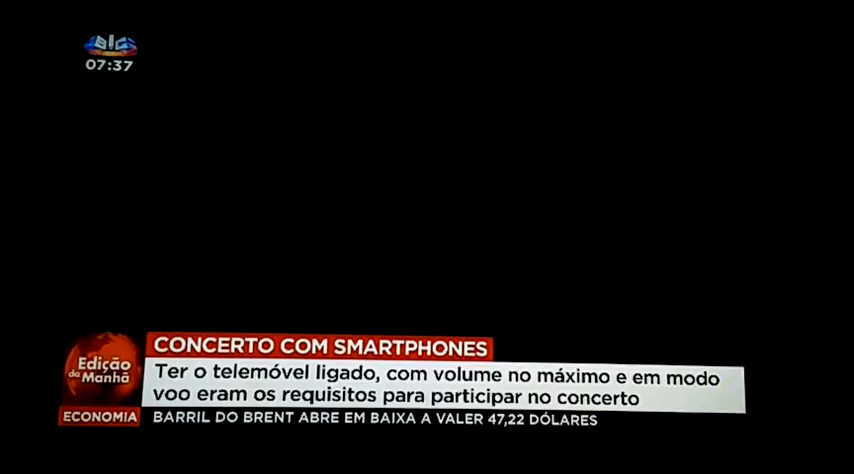 SIC
07:37
CONCERTO COM SMARTPHONES
Edição
da Manhã
Ter o telemóvel ligado, com volume no máximo e em modo
voo eram os requisitos para participar no concerto
ECONOMIA
BARRIL DO BRENT ABRE EM BAIXA A VALER 47,22 DÓLARES